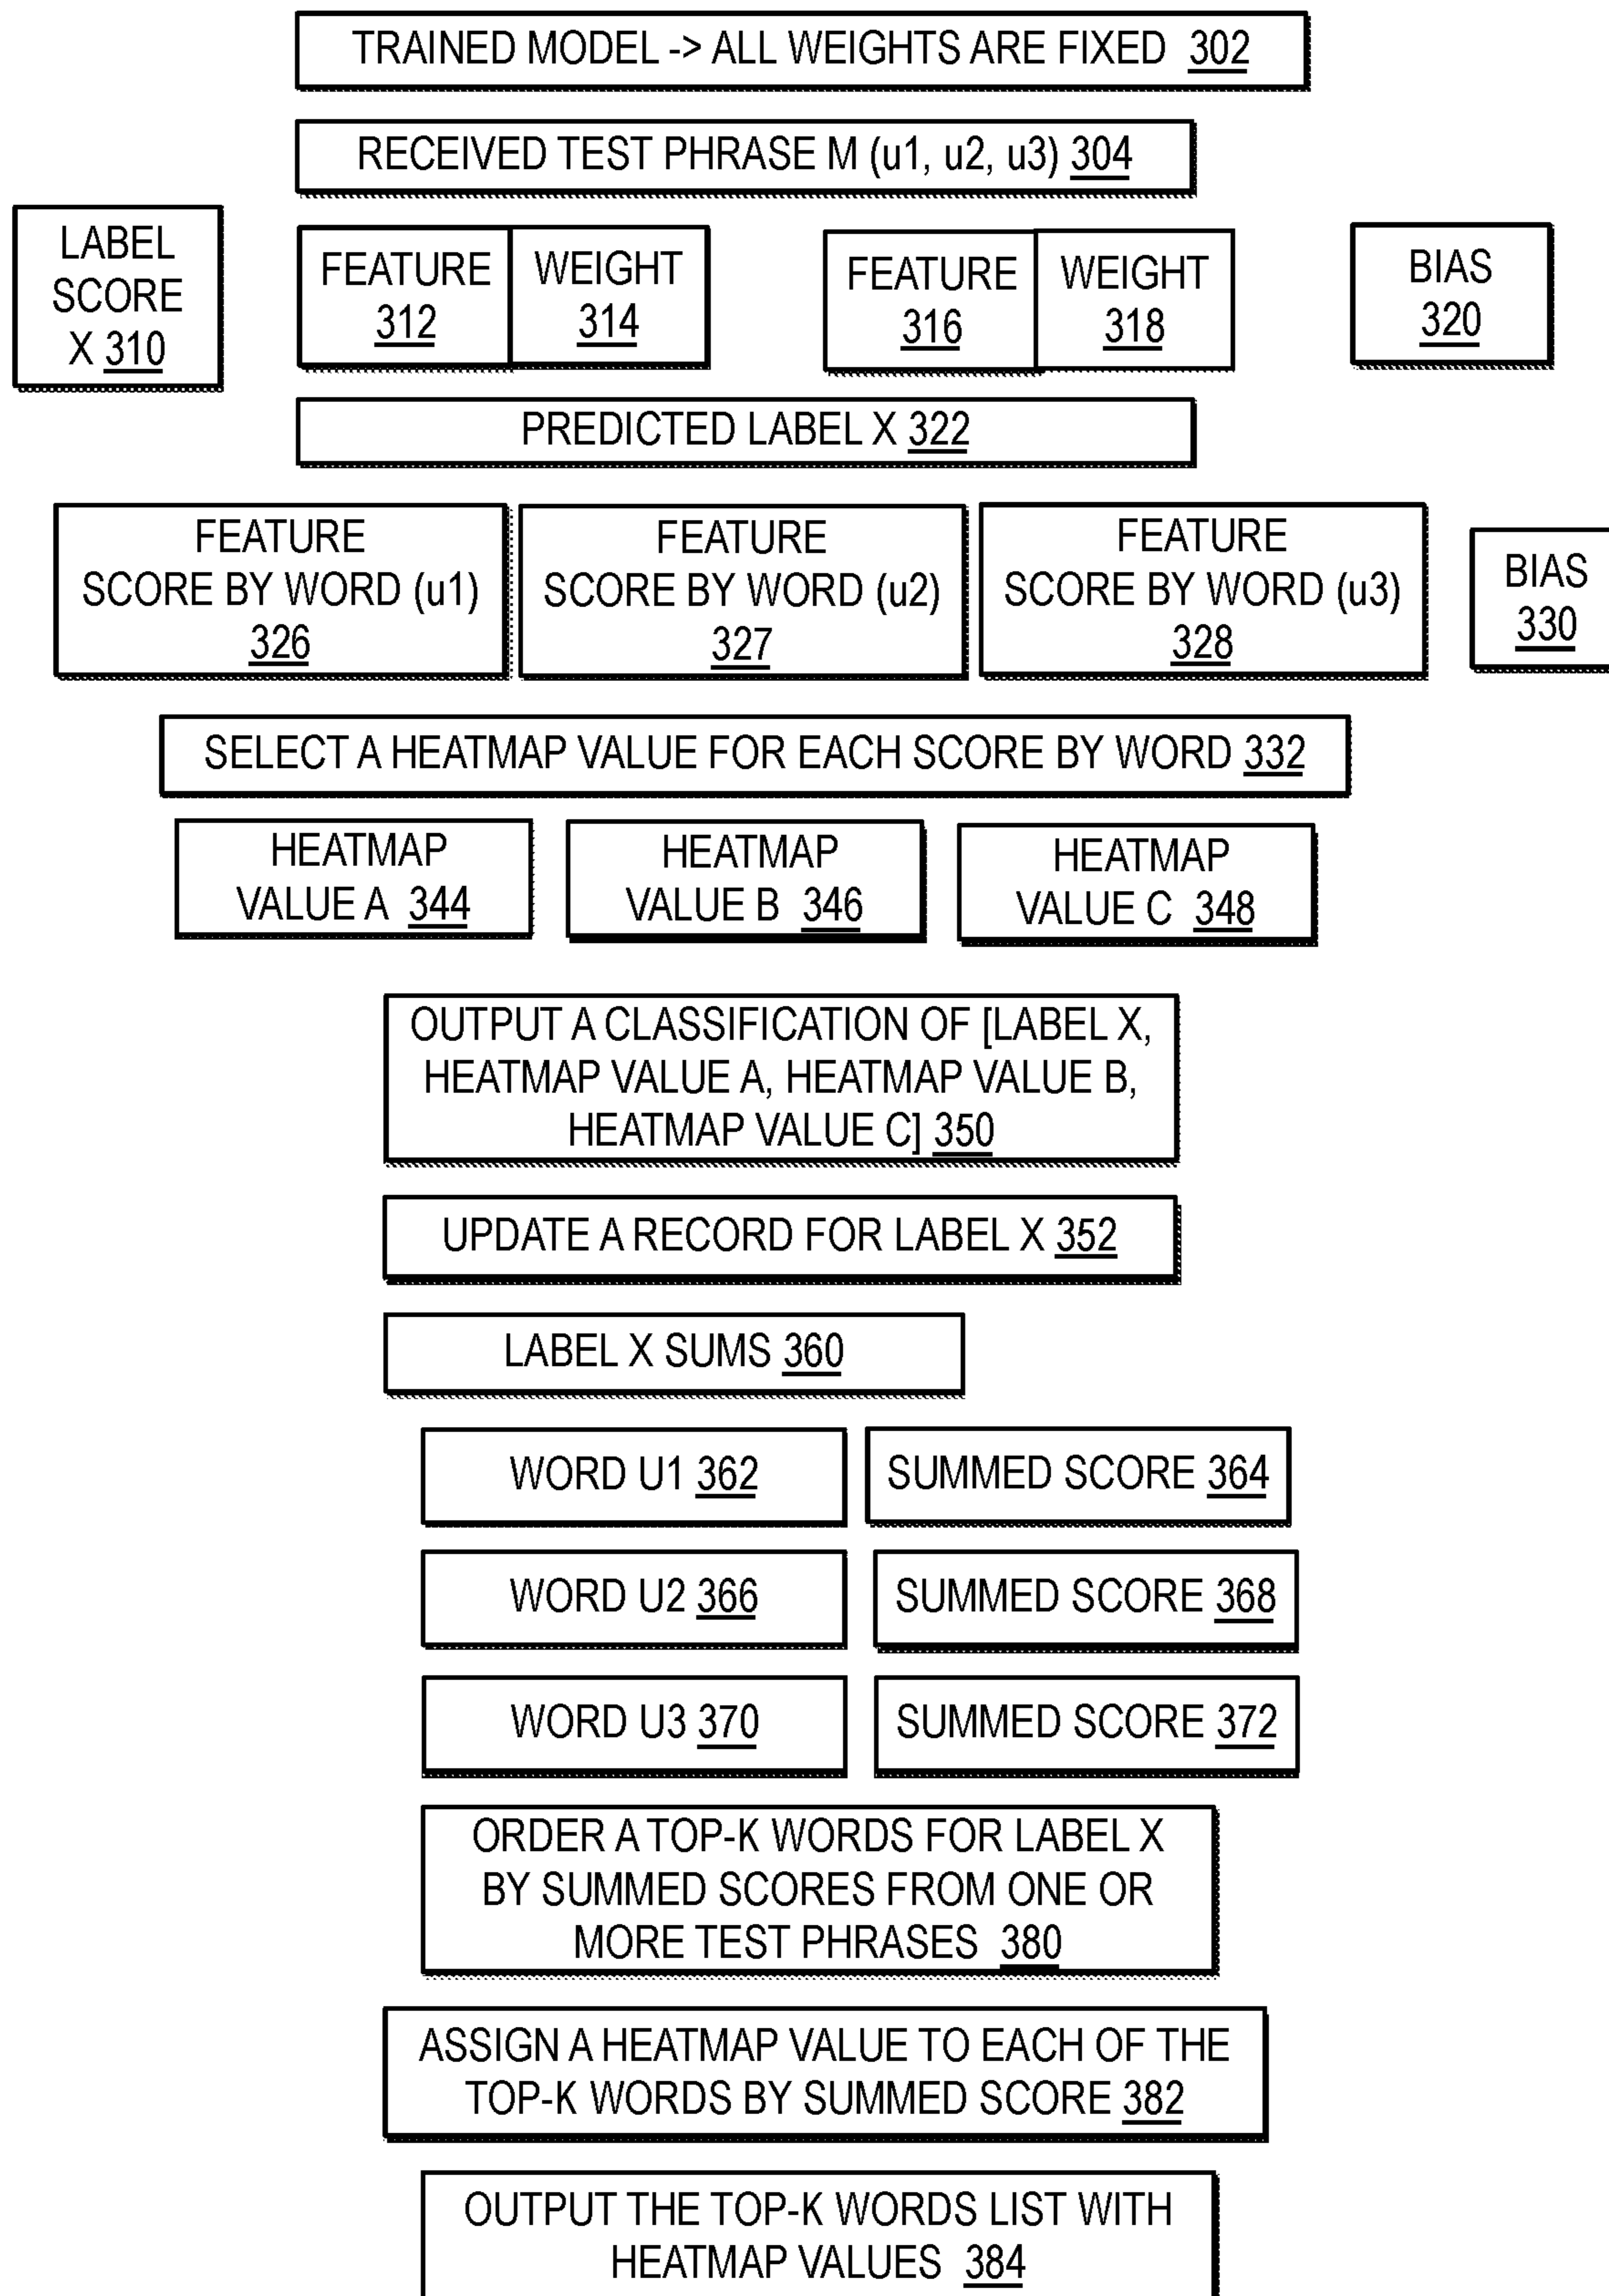 TRAINED MODEL -> ALL WEIGHTS ARE FIXED 302
RECEIVED TEST PHRASE M (u1, u2, u3) 304
LABEL
SCORE
X 310
FEATURE
312
WEIGHT
314
FEATURE
316
WEIGHT
318
BIAS
320
PREDICTED LABEL X 322
FEATURE
SCORE BY WORD (u1)
326
FEATURE
SCORE BY WORD (u2)
327
FEATURE
SCORE BY WORD (u3)
328
BIAS
330
SELECT A HEATMAP VALUE FOR EACH SCORE BY WORD 332
HEATMAP
VALUE A 344
HEATMAP
VALUE B 346
HEATMAP
VALUE C 348
OUTPUT A CLASSIFICATION OF [LABEL X,
HEATMAP VALUE A, HEATMAP VALUE B,
HEATMAP VALUE C] 350
UPDATE A RECORD FOR LABEL X 352
LABEL X SUMS 360
WORD U1 362
SUMMED SCORE 364
WORD U2 366
SUMMED SCORE 368
WORD U3 370
SUMMED SCORE 372
ORDER A TOP-K WORDS FOR LABEL X
BY SUMMED SCORES FROM ONE OR
MORE TEST PHRASES 380
ASSIGN A HEATMAP VALUE TO EACH OF THE
TOP-K WORDS BY SUMMED SCORE 382
OUTPUT THE TOP-K WORDS LIST WITH
HEATMAP VALUES 384